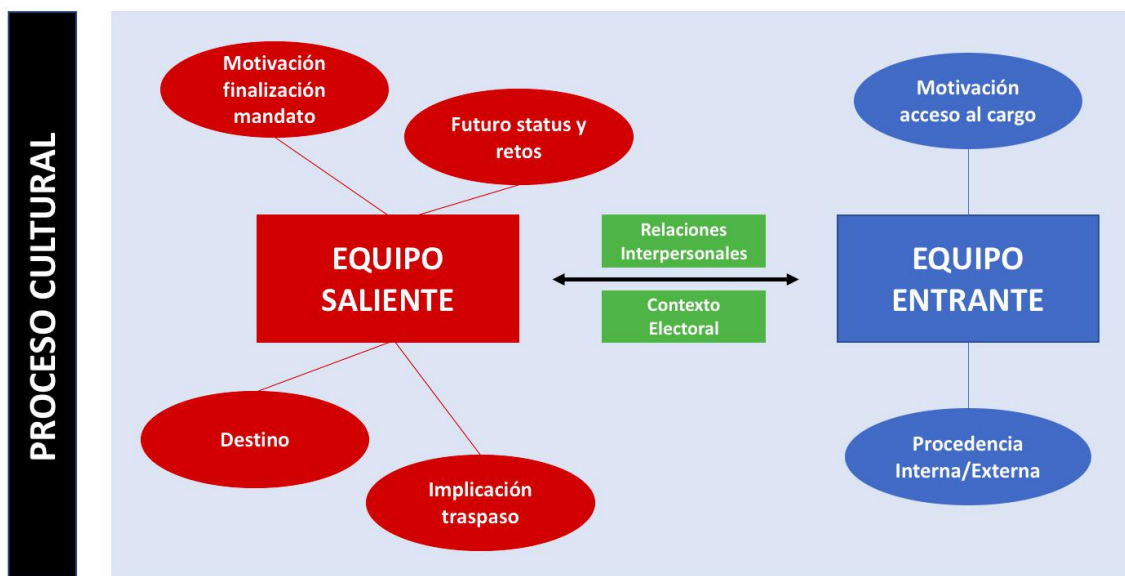 PROCESO CULTURAL
Motivación
finalización
mandato
Futuro status y
retos
EQUIPO
SALIENTE
Destino
Implicación
traspaso
Relaciones
Interpersonales
Contexto
Electoral
Motivación
acceso al cargo
EQUIPO
ENTRANTE
Procedencia
Interna/Externa